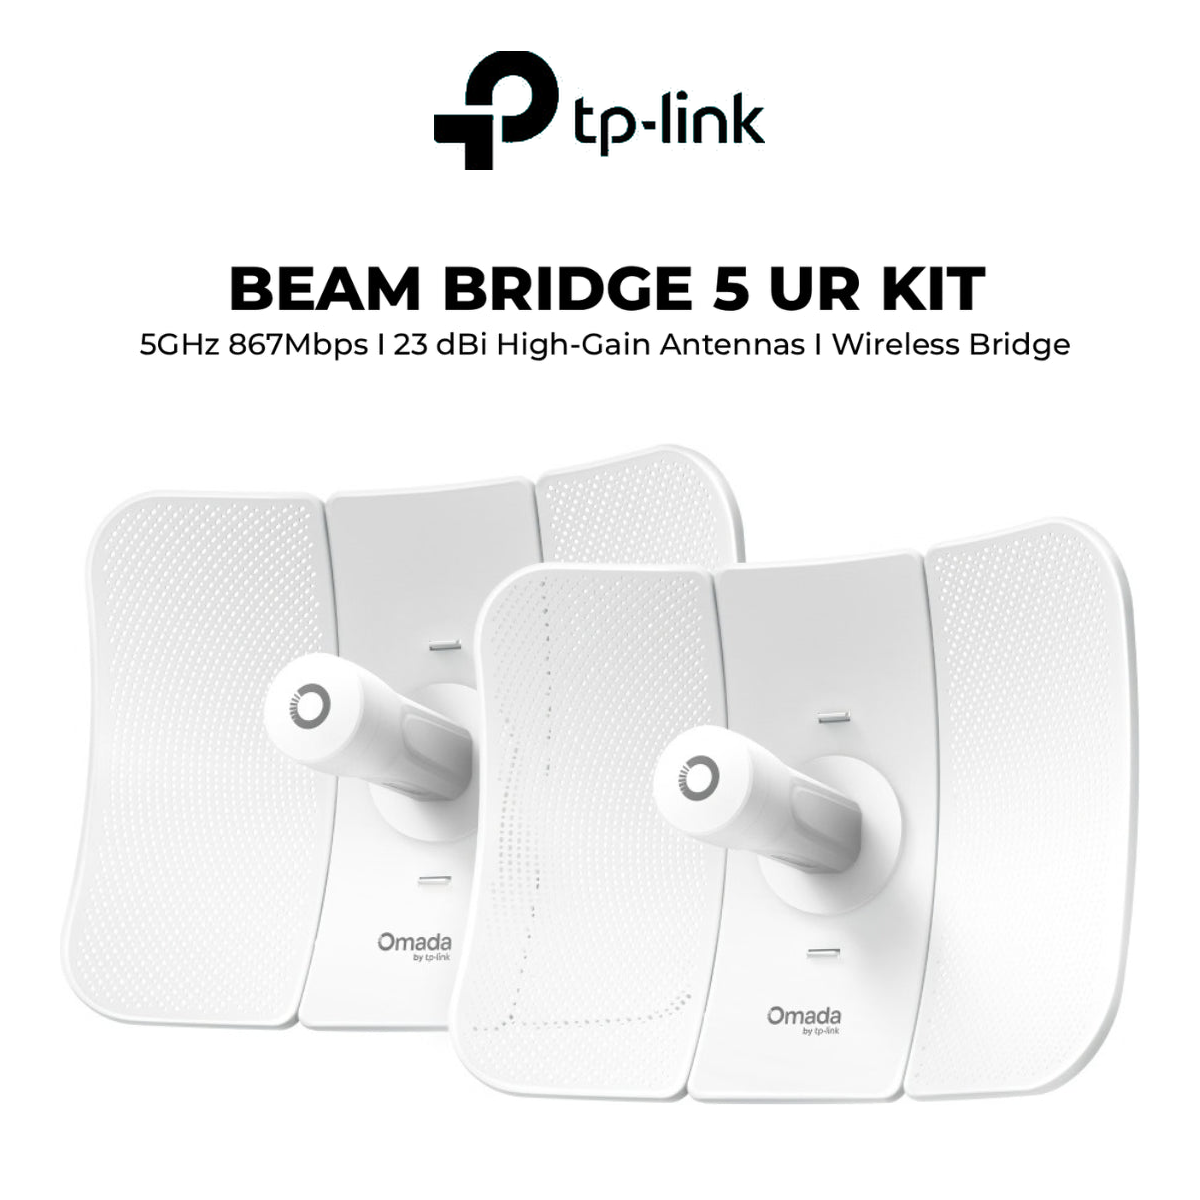 tp-link
BEAM BRIDGE 5 UR KIT
5GHz 867Mbps I 23 dBi High-Gain Antennas I Wireless Bridge
Omada
by tp-link
Omada
by tp-link